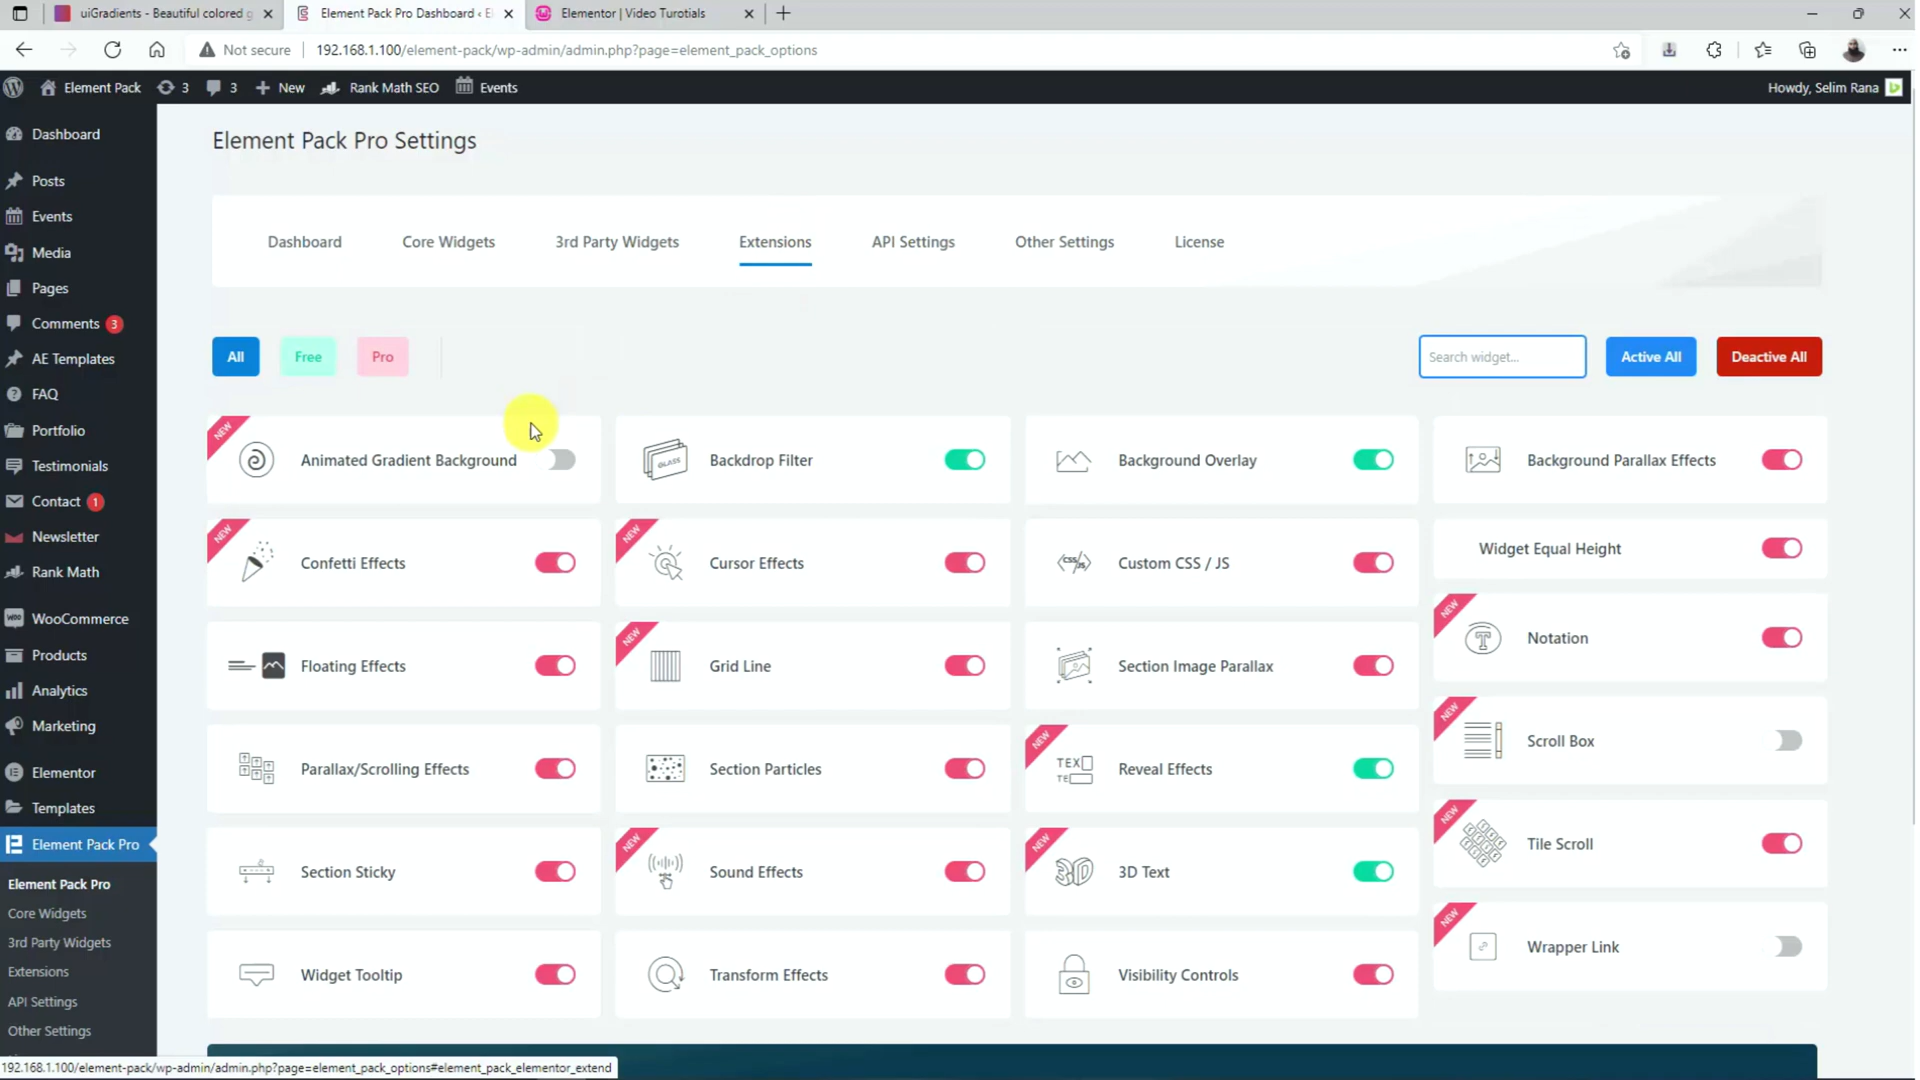 uiGradients - Beautiful colored g
Element Pack Pro Dashboard ‹ E
Elementor | Video Turotials
Not secure
192.168.1.100/element-pack/wp-admin/admin.php?page=element_pack_options
Element Pack
3
3
New
Rank Math SEO
Events
Howdy, Selim Rana
Dashboard
Posts
Events
Media
Pages
Comments 3
AE Templates
FAQ
Portfolio
Testimonials
Contact 1
Newsletter
Rank Math
WooCommerce
Products
Analytics
Marketing
Elementor
Templates
Element Pack Pro
Element Pack Pro
Core Widgets
3rd Party Widgets
Extensions
API Settings
Other Settings
192.168.1.100/element-pack/wp-admin/admin.php?page=element_pack_options#element_pack_elementor_extend
Element Pack Pro Settings
Dashboard
Core Widgets
3rd Party Widgets
Extensions
API Settings
Other Settings
License
All
Free
Pro
Search widget...
Active All
Deactive All
NEW
Animated Gradient Background
GLASS
Backdrop Filter
Background Overlay
Background Parallax Effects
NEW
Confetti Effects
NEW
Cursor Effects
CSS/JS
Custom CSS / JS
Widget Equal Height
Floating Effects
NEW
Grid Line
Section Image Parallax
NEW
Notation
Parallax/Scrolling Effects
Section Particles
NEW
TEX
TE
Reveal Effects
NEW
Scroll Box
Section Sticky
NEW
Sound Effects
NEW
3D
3D Text
NEW
Tile Scroll
Widget Tooltip
Transform Effects
Visibility Controls
NEW
Wrapper Link